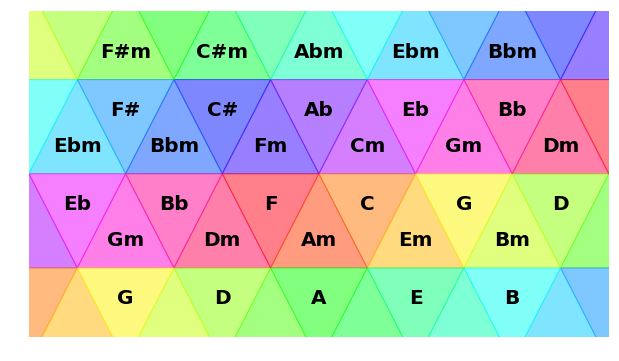 F#m C#m Abm Ebm Bbm
F# C# Ab Eb Bb
Ebm Bbm Fm Cm Gm Dm
Eb Bb F C G D
Gm Dm Am Em Bm
G D A E B